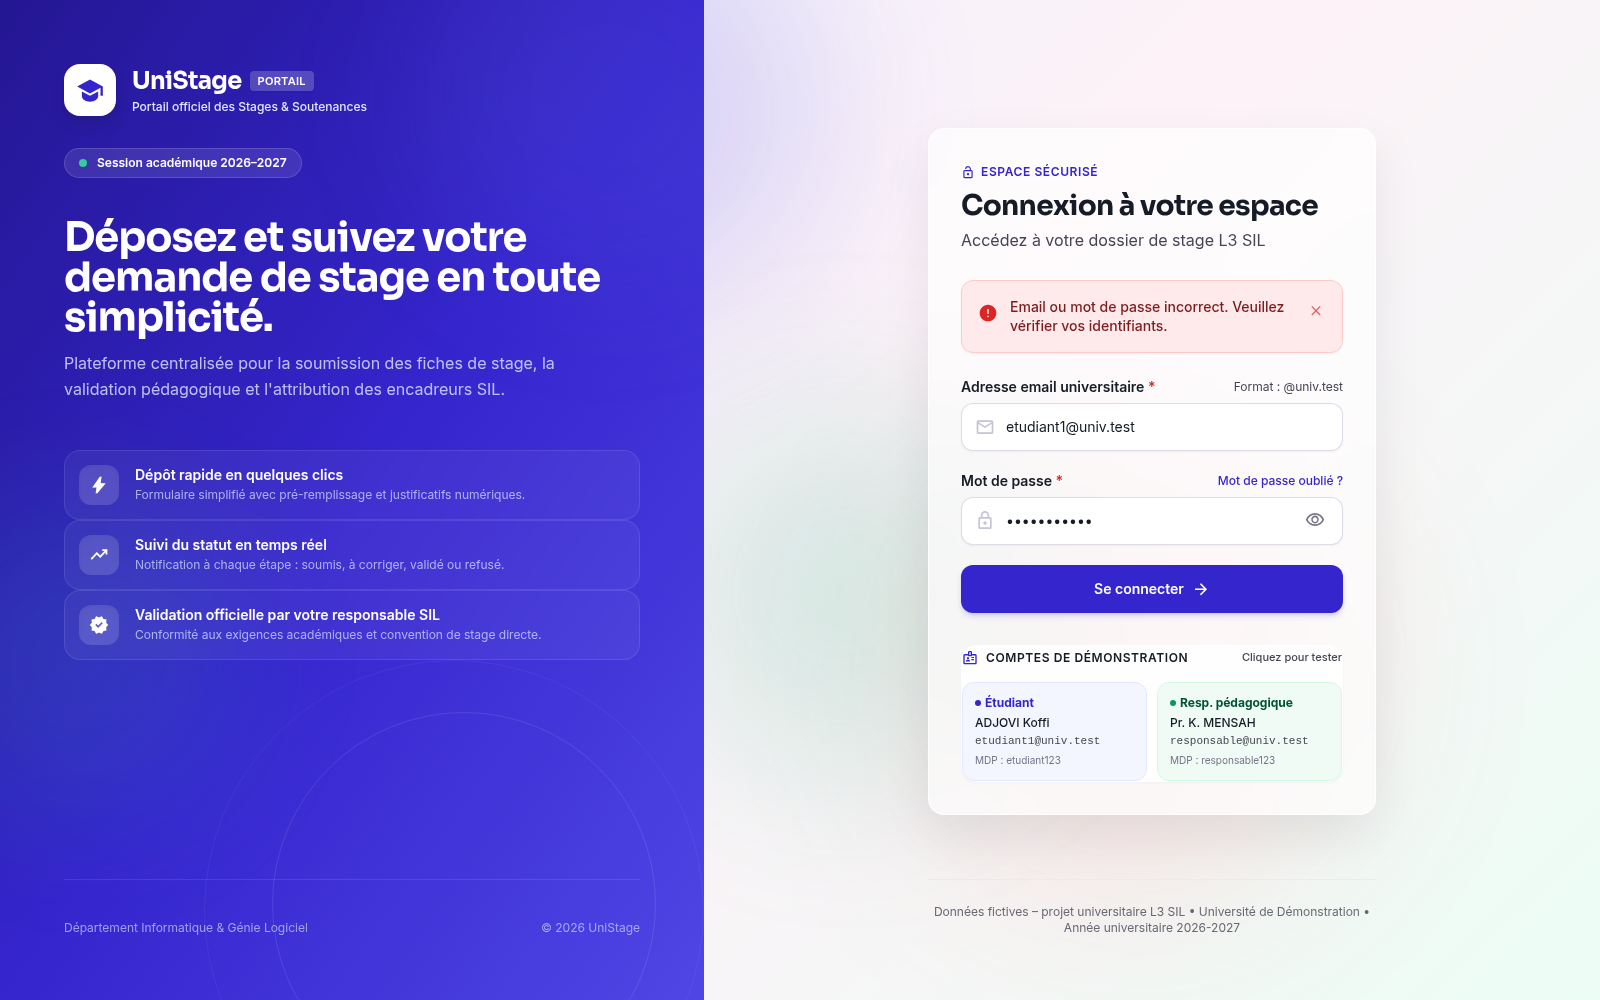 UniStage PORTAIL
Portail officiel des Stages & Soutenances
Session académique 2026–2027
Déposez et suivez votre
demande de stage en toute
simplicité.
Plateforme centralisée pour la soumission des fiches de stage, la
validation pédagogique et l'attribution des encadreurs SIL.
Dépôt rapide en quelques clics
Formulaire simplifié avec pré-remplissage et justificatifs numériques.
Suivi du statut en temps réel
Notification à chaque étape : soumis, à corriger, validé ou refusé.
Validation officielle par votre responsable SIL
Conformité aux exigences académiques et convention de stage directe.
Département Informatique & Génie Logiciel
© 2026 UniStage
ESPACE SÉCURISÉ
Connexion à votre espace
Accédez à votre dossier de stage L3 SIL
Email ou mot de passe incorrect. Veuillez
vérifier vos identifiants.
Adresse email universitaire *
Format : @univ.test
etudiant1@univ.test
Mot de passe *
Mot de passe oublié ?
•••••••••••
Se connecter
COMPTES DE DÉMONSTRATION
Cliquez pour tester
Étudiant
ADJOVI Koffi
etudiant1@univ.test
MDP : etudiant123
Resp. pédagogique
Pr. K. MENSAH
responsable@univ.test
MDP : responsable123
Données fictives – projet universitaire L3 SIL • Université de Démonstration •
Année universitaire 2026-2027